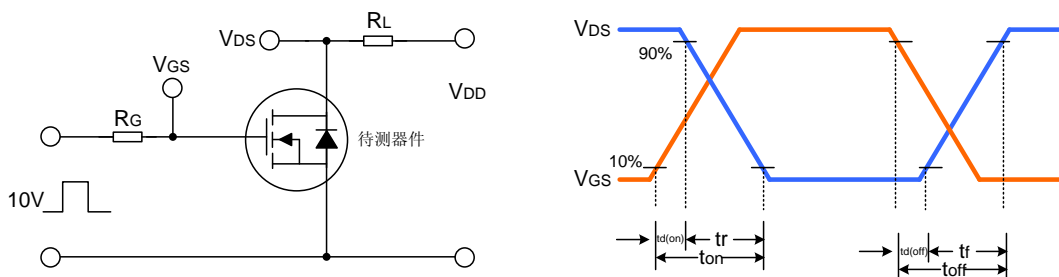 VDS
RL
VGS
VDD
RG
待测器件
10V
VDS
90%
10%
VGS
td(on)
tr
ton
td(off)
tf
toff